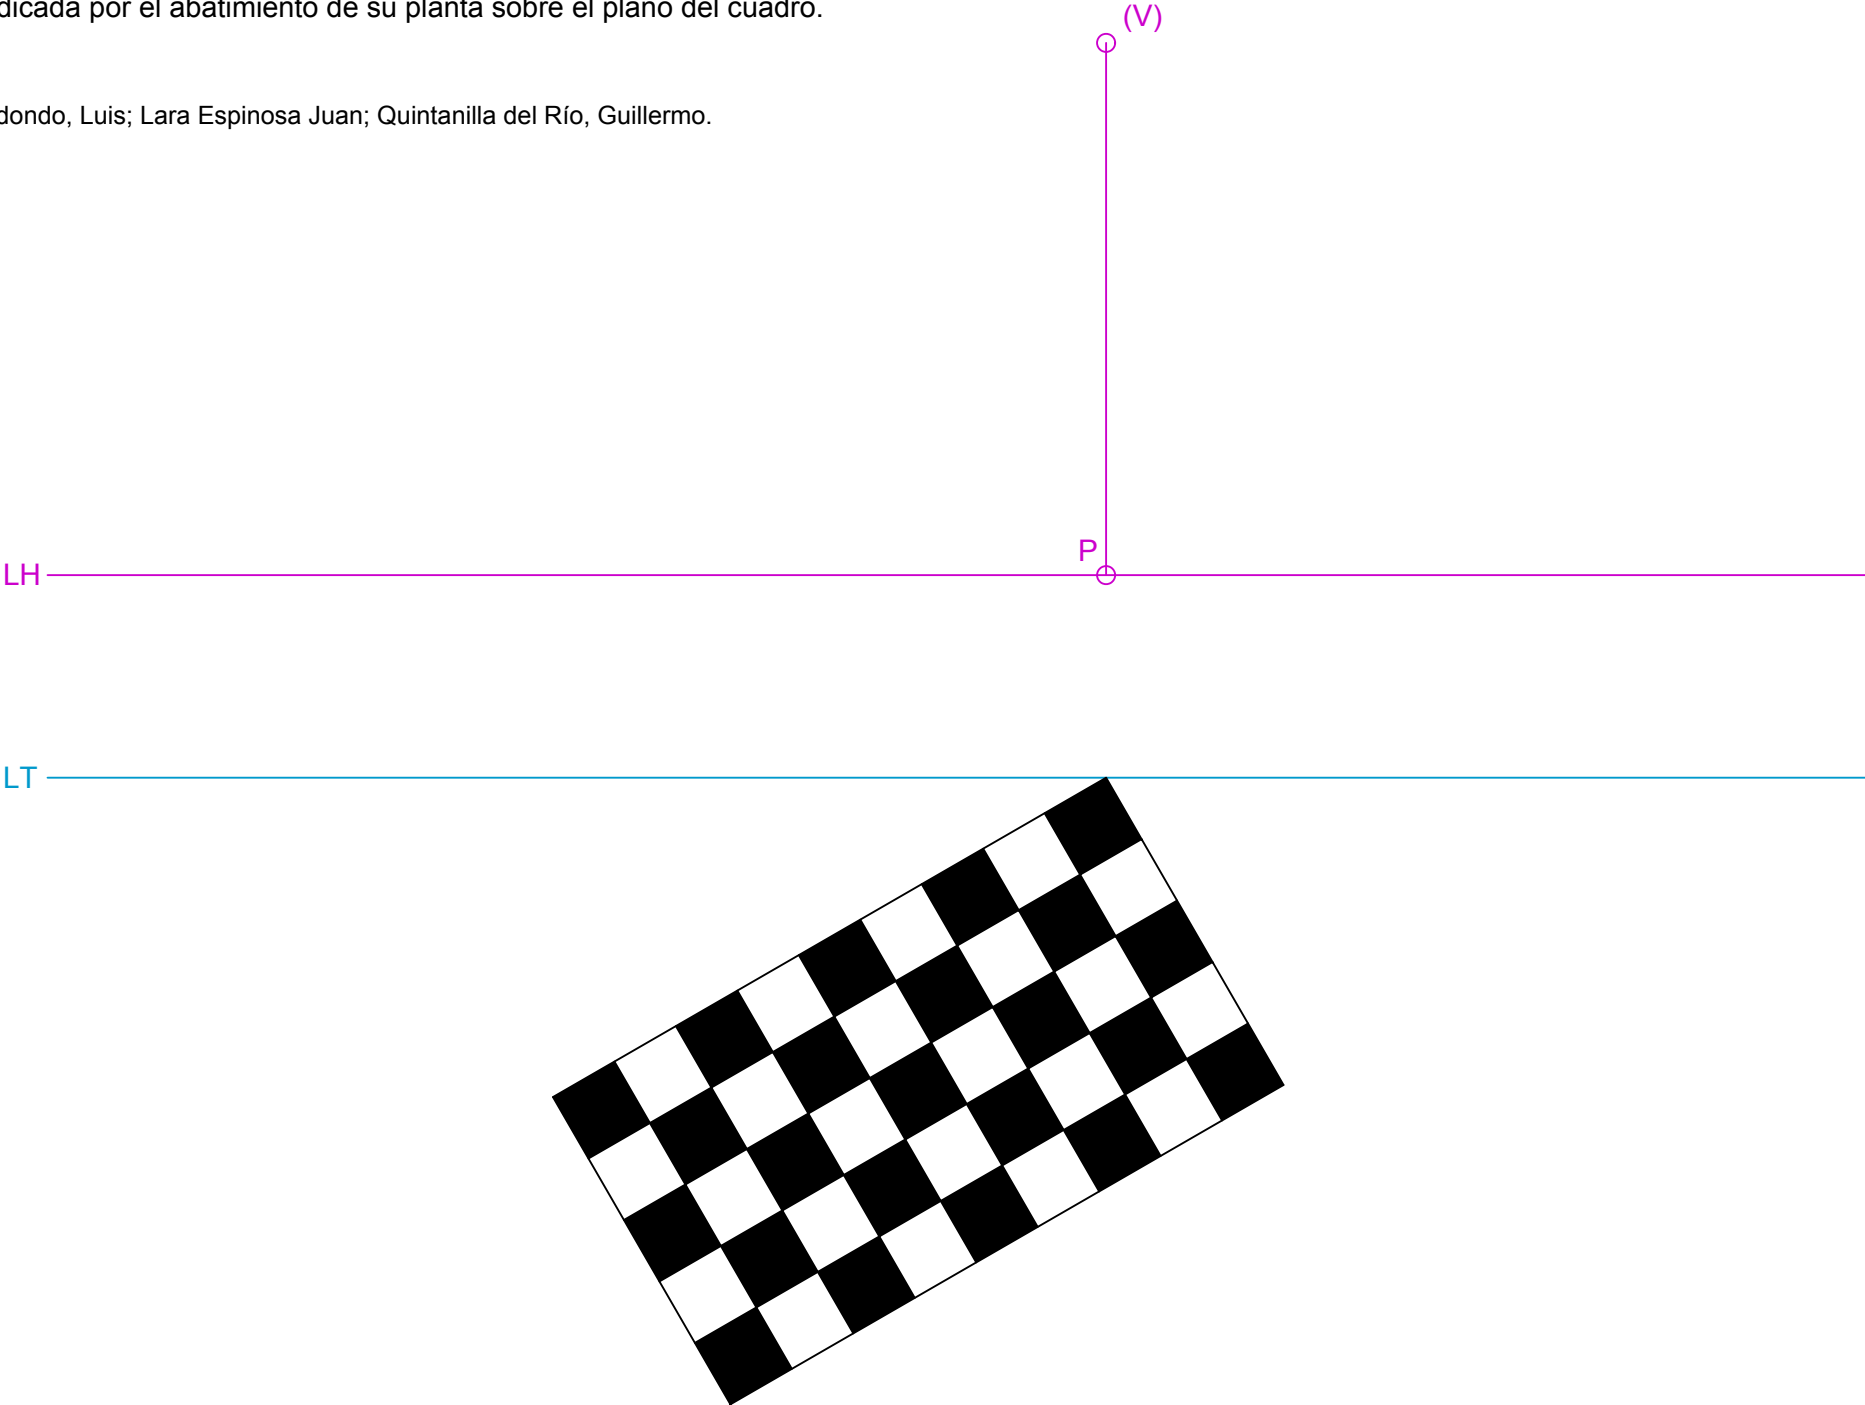 dicada por el abatimiento de su planta sobre el plano del cuadro.
(V)
dondo, Luis; Lara Espinosa Juan; Quintanilla del Río, Guillermo.
P
LH
LT